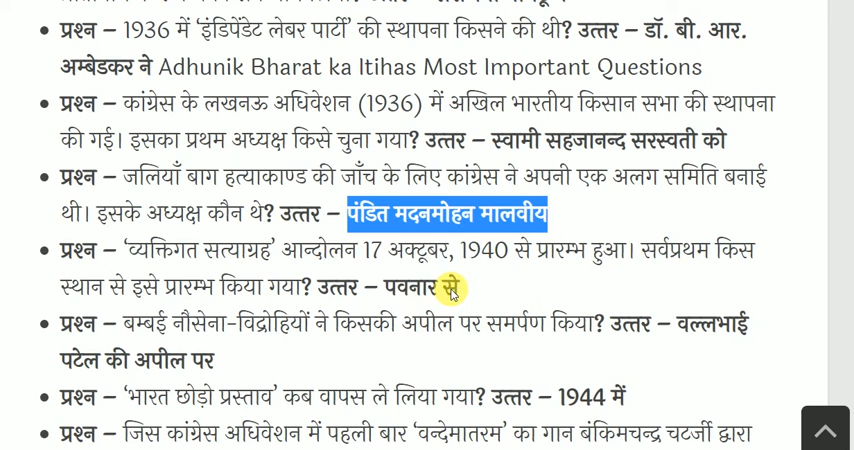 प्रश्न – 1936 में ‘इंडिपेंडेट लेबर पार्टी’ की स्थापना किसने की थी? उत्तर – डॉ. बी. आर.
अम्बेडकर ने Adhunik Bharat ka Itihas Most Important Questions
प्रश्न – कांग्रेस के लखनऊ अधिवेशन (1936) में अखिल भारतीय किसान सभा की स्थापना
की गई। इसका प्रथम अध्यक्ष किसे चुना गया? उत्तर – स्वामी सहजानन्द सरस्वती को
प्रश्न – जलियाँ बाग हत्याकाण्ड की जाँच के लिए कांग्रेस ने अपनी एक अलग समिति बनाई
थी। इसके अध्यक्ष कौन थे? उत्तर – पंडित मदनमोहन मालवीय
प्रश्न – ‘व्यक्तिगत सत्याग्रह’ आन्दोलन 17 अक्टूबर, 1940 से प्रारम्भ हुआ। सर्वप्रथम किस
स्थान से इसे प्रारम्भ किया गया? उत्तर – पवनार से
प्रश्न – बम्बई नौसेना-विद्रोहियों ने किसकी अपील पर समर्पण किया? उत्तर – वल्लभाई
पटेल की अपील पर
प्रश्न – ‘भारत छोड़ो प्रस्ताव’ कब वापस ले लिया गया? उत्तर – 1944 में
प्रश्न – जिस कांग्रेस अधिवेशन में पहली बार ‘वन्देमातरम’ का गान बंकिमचन्द्र चटर्जी द्वारा